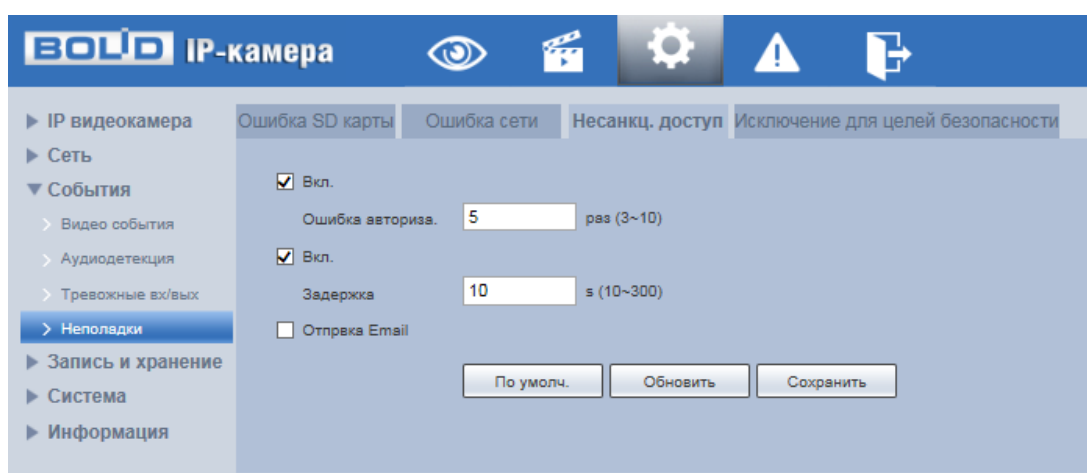 BOLID IP-камера
IP видеокамера
Сеть
События
Видео события
Аудиодетекция
Тревожные вх/вых
Неполадки
Запись и хранение
Система
Информация
Ошибка SD карты Ошибка сети Несанкц. доступ Исключение для целей безопасности
Вкл.
Ошибка авториза. 5 раз (3~10)
Вкл.
Задержка 10 s (10~300)
Отпрвка Email
По умолч. Обновить Сохранить